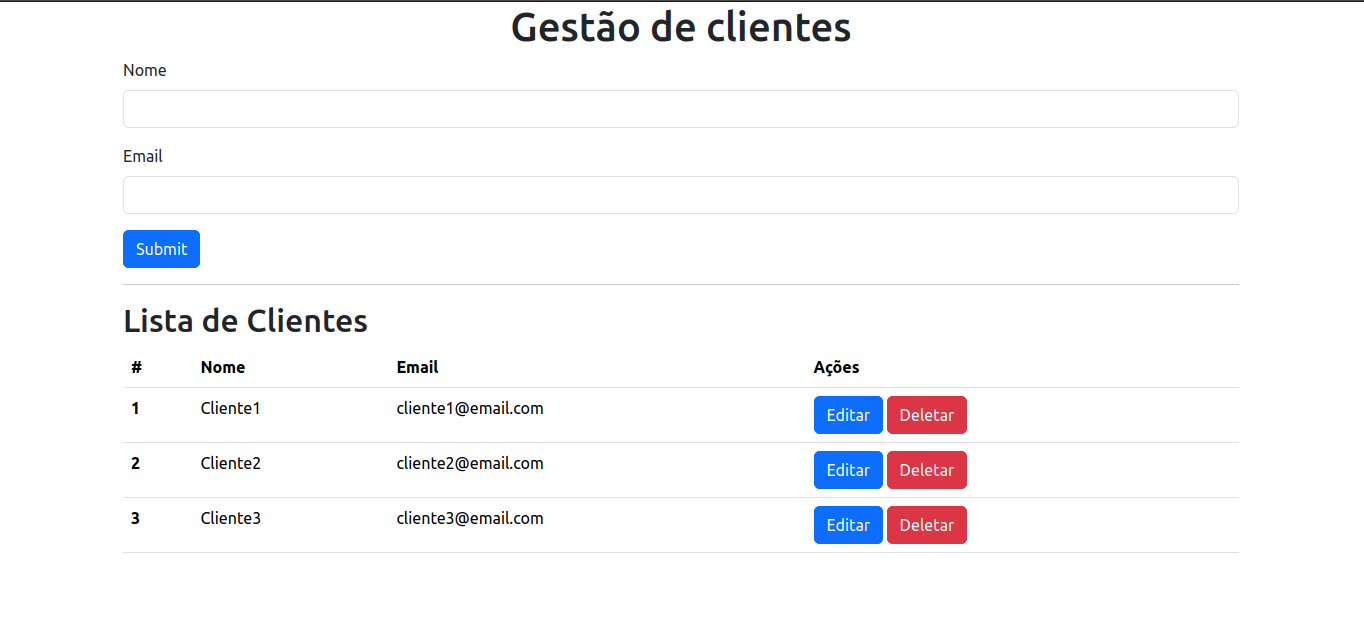 Gestão de clientes
Nome
Email
Submit
Lista de Clientes
# Nome Email Ações
1 Cliente1 cliente1@email.com Editar Deletar
2 Cliente2 cliente2@email.com Editar Deletar
3 Cliente3 cliente3@email.com Editar Deletar